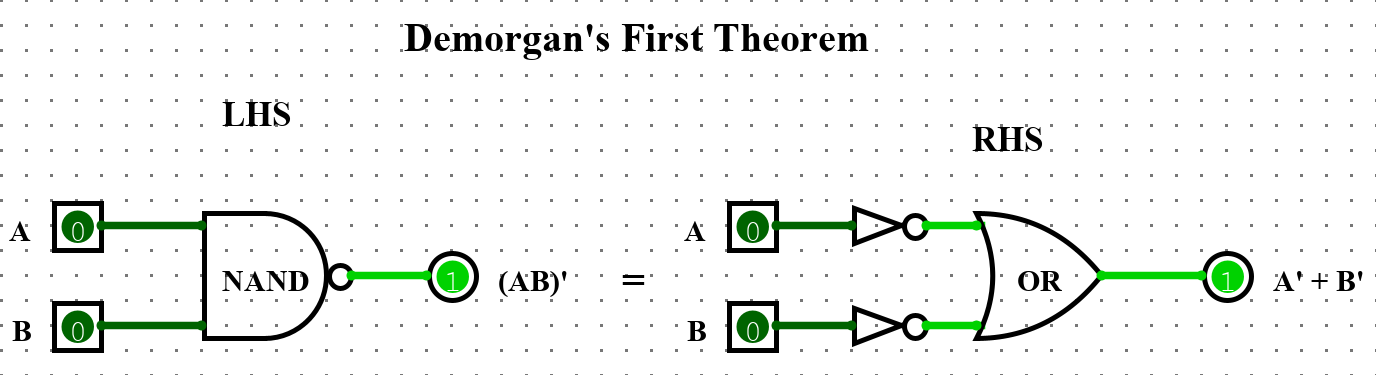 Demorgan's First Theorem
LHS
RHS
A 0
A 0
NAND 1 (AB)' = OR 1 A' + B'
B 0
B 0